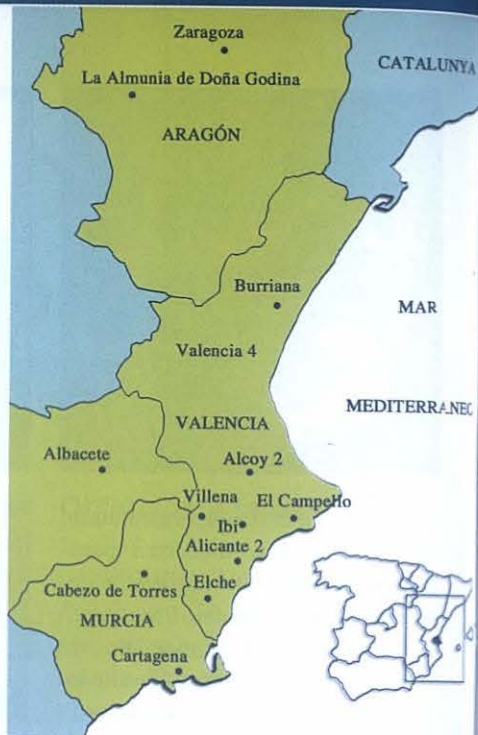 Zaragoza
CATALUNYA
La Almunia de Doña Godina
ARAGÓN
Burriana
MAR
Valencia 4
MEDITERRANEO
VALENCIA
Albacete
Alcoy 2
Villena
El Campello
Ibi
Alicante 2
Cabezo de Torres
Elche
MURCIA
Cartagena